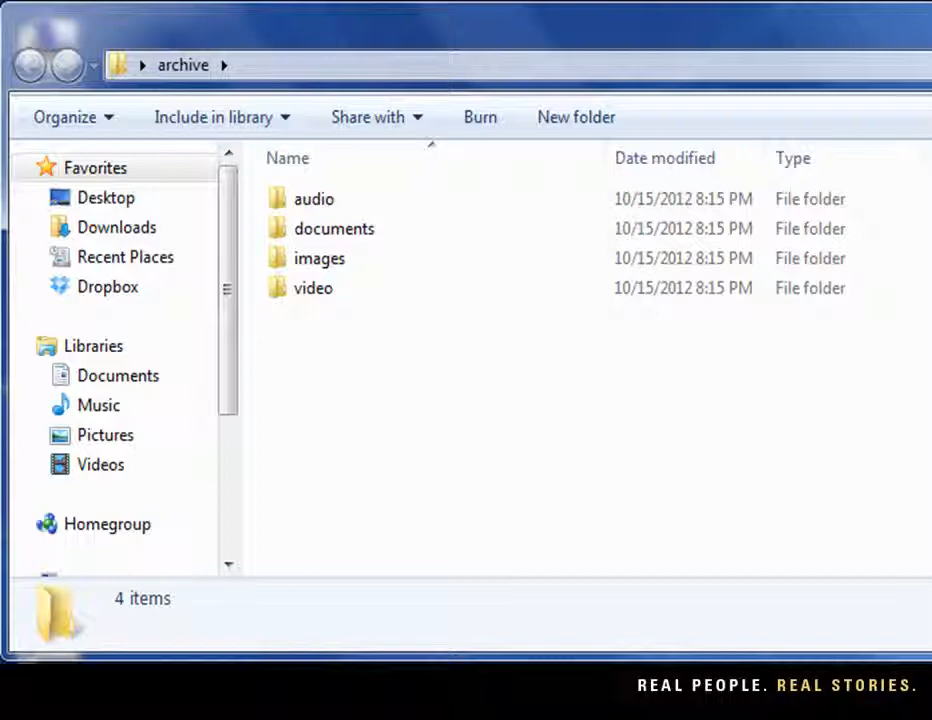 archive
Organize Include in library Share with Burn New folder
Name Date modified Type
Favorites
Desktop
Downloads
Recent Places
Dropbox
Libraries
Documents
Music
Pictures
Videos
Homegroup
audio 10/15/2012 8:15 PM File folder
documents 10/15/2012 8:15 PM File folder
images 10/15/2012 8:15 PM File folder
video 10/15/2012 8:15 PM File folder
4 items
REAL PEOPLE. REAL STORIES.